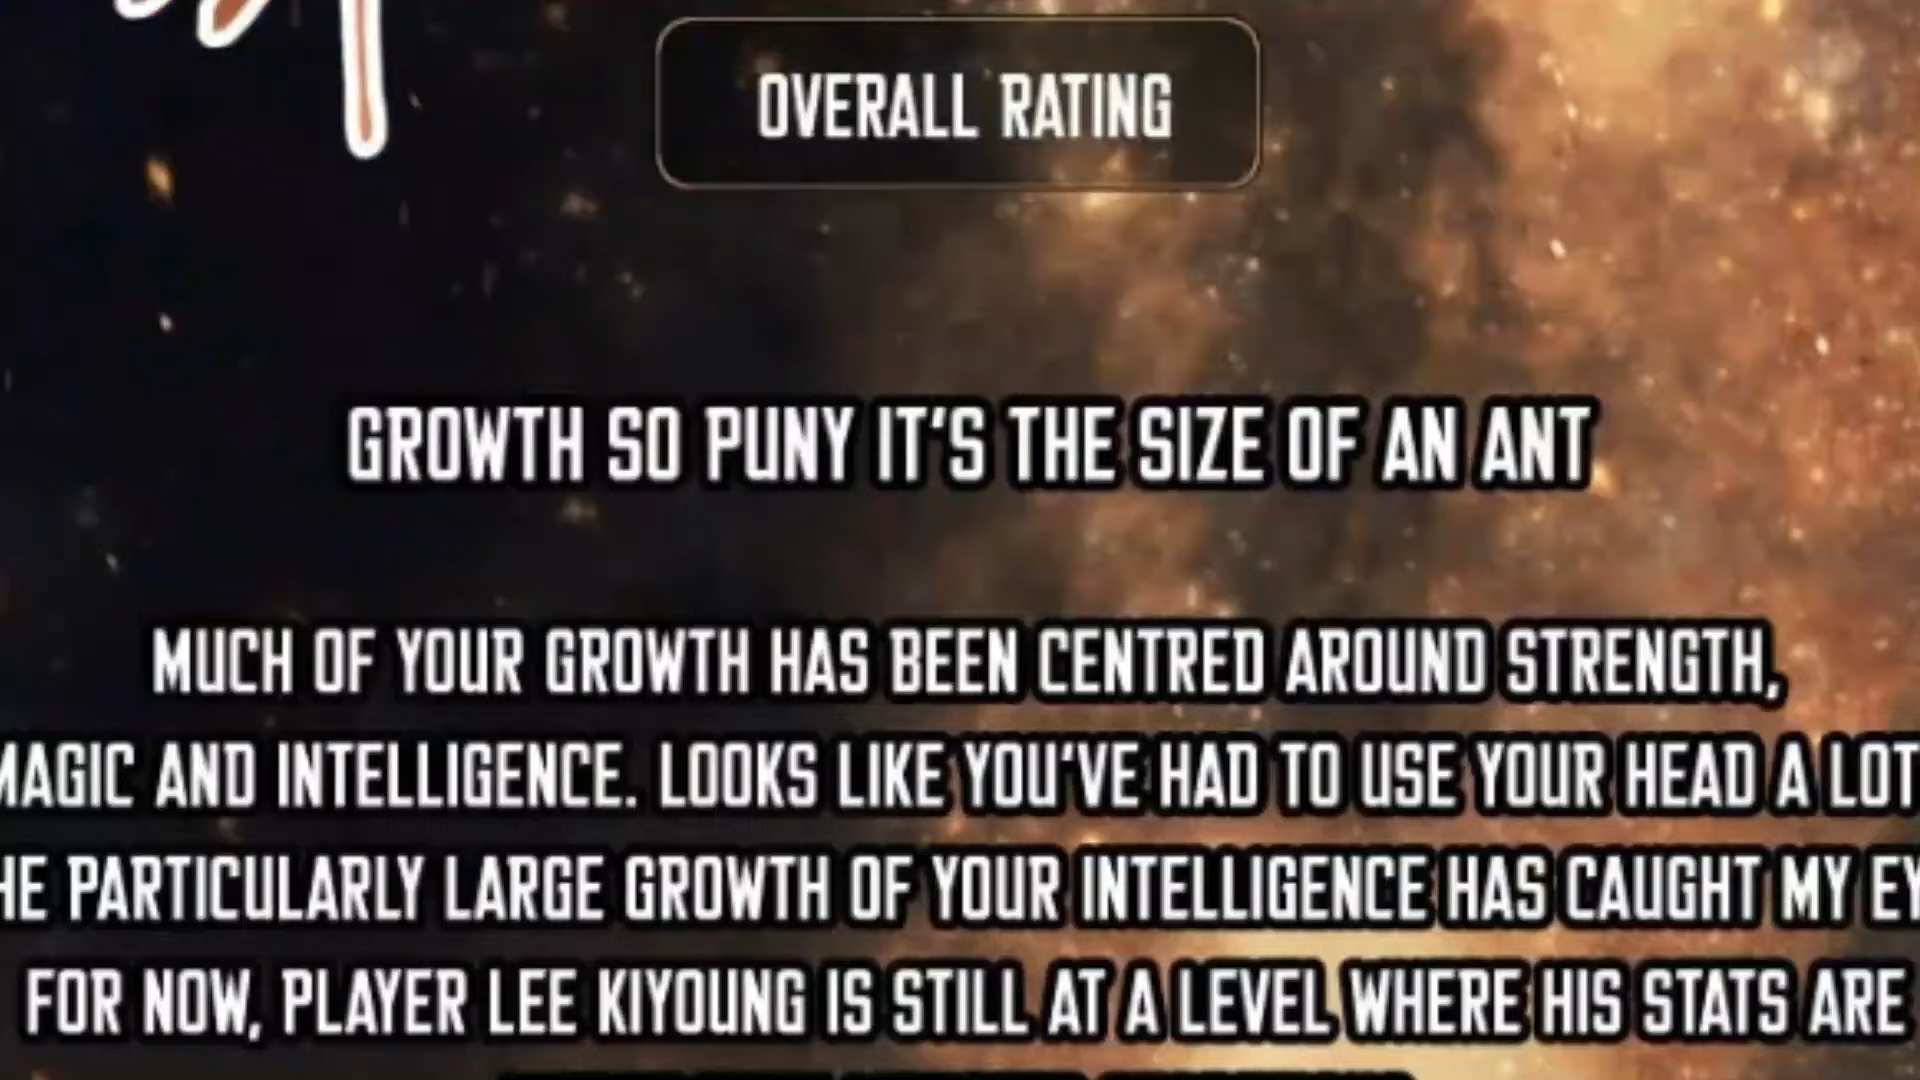 OVERALL RATING
GROWTH SO PUNY IT'S THE SIZE OF AN ANT
MUCH OF YOUR GROWTH HAS BEEN CENTRED AROUND STRENGTH,
MAGIC AND INTELLIGENCE. LOOKS LIKE YOU'VE HAD TO USE YOUR HEAD A LOT
PARTICULARLY LARGE GROWTH OF YOUR INTELLIGENCE HAS CAUGHT MY
FOR NOW, PLAYER LEE KIYOUNG IS STILL AT A LEVEL WHERE HIS STATS ARE